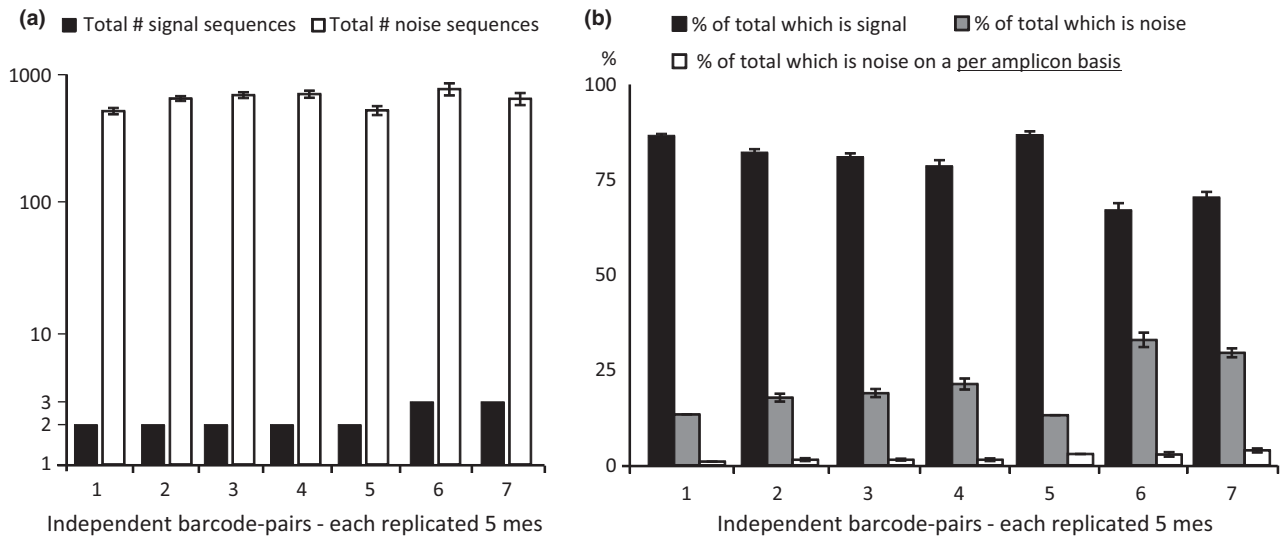 (a) Total # signal sequences Total # noise sequences
1000
100
10
3
2
1
1 2 3 4 5 6 7
Independent barcode-pairs - each replicated 5 mes
(b) % of total which is signal % of total which is noise
% of total which is noise on a per amplicon basis
%
100
75
50
25
0
1 2 3 4 5 6 7
Independent barcode-pairs - each replicated 5 mes